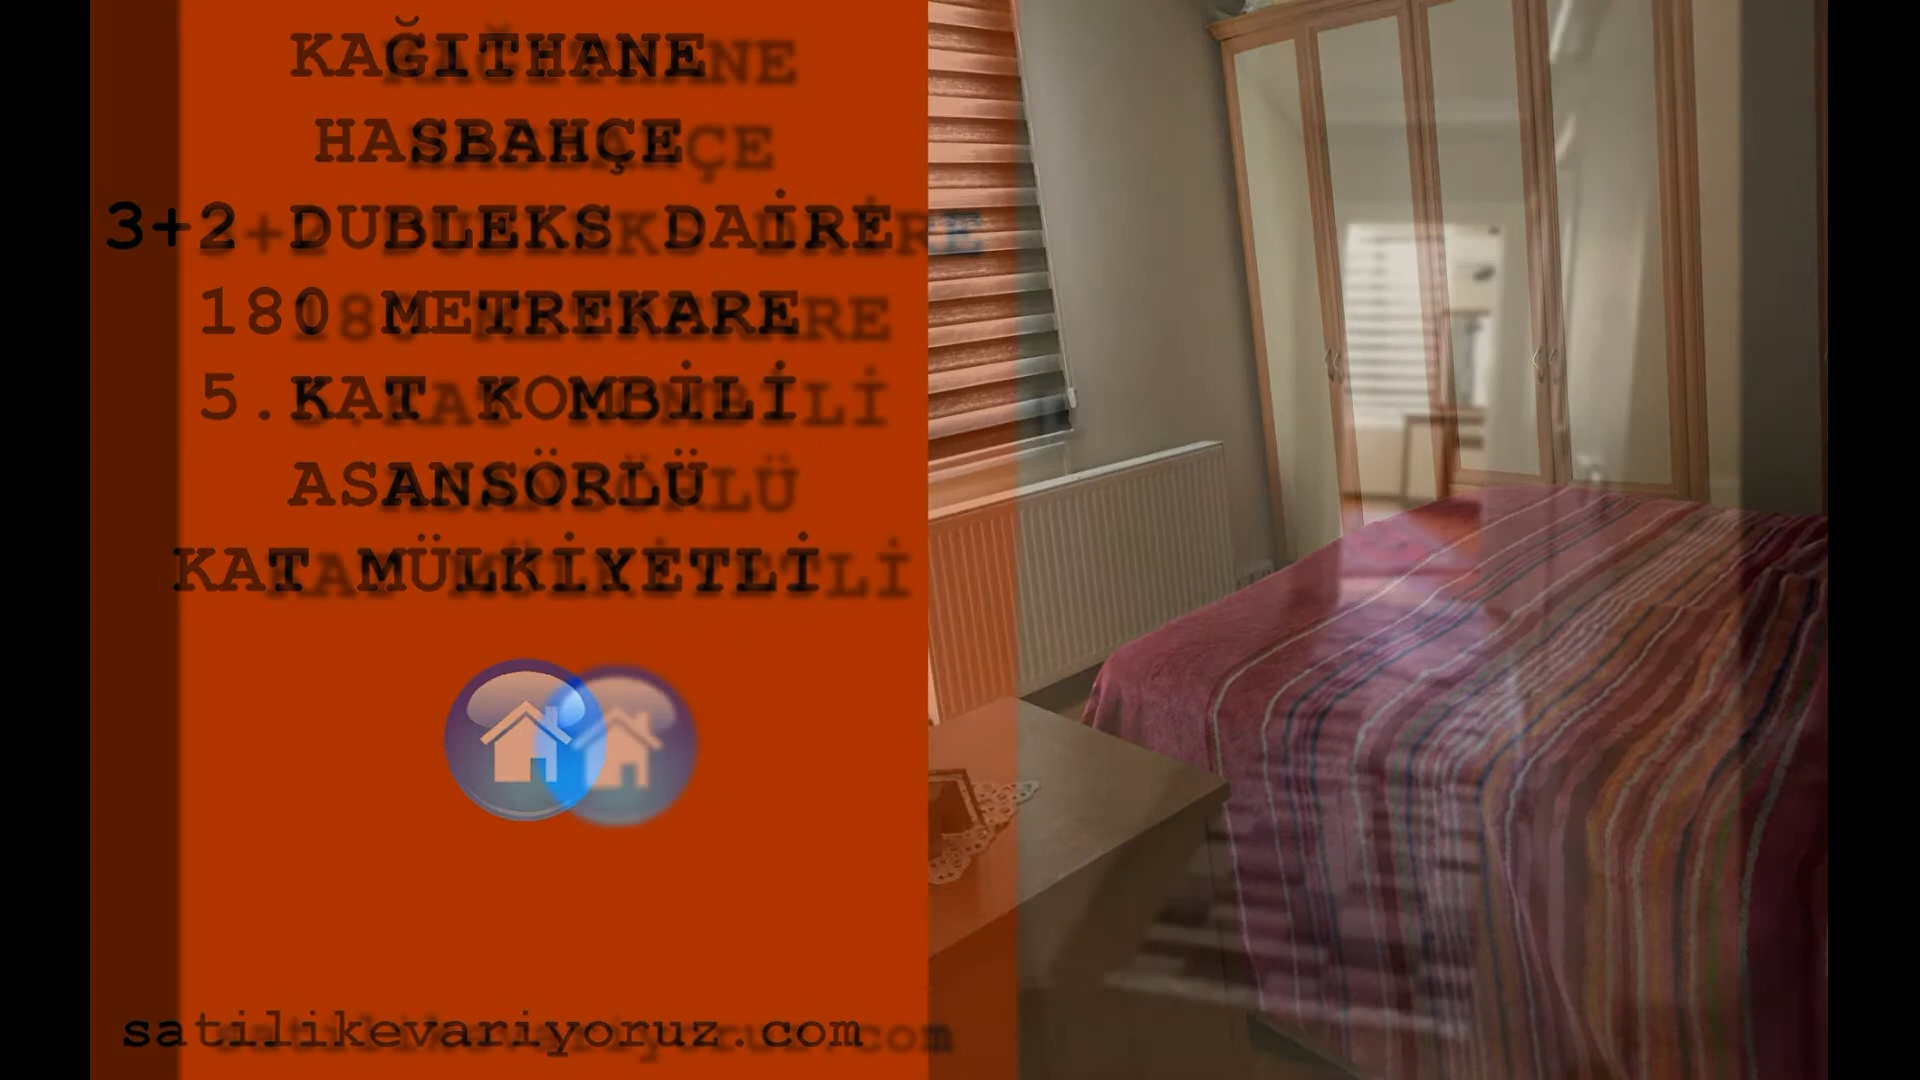 KAĞITHANE
HASBAHÇE
3+2 DUBLEKS DAİRE
180 METREKARE
5.KAT KOMBİLİ
ASANSÖRLÜ
KAT MÜLKİYETLİ
satilikevariyoruz.com